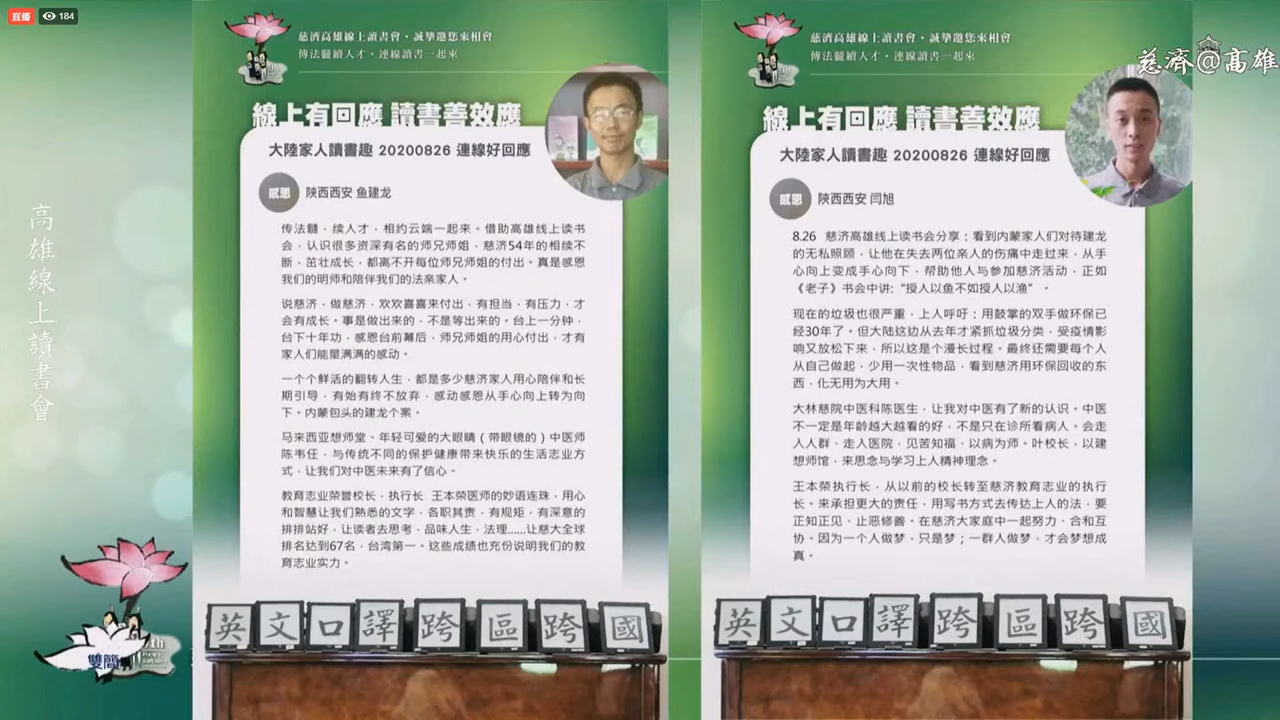 直播 184
高雄線上讀書會
雙簡
慈濟高雄線上讀書會・誠摯邀您來相會
傳法髓續人才・連線讀書一起來
線上有回應 讀書善效應
大陸家人讀書趣 20200826 連線好回應
感恩 陕西西安 鱼建龙
传法髓，续人才，相约云端一起来。借助高雄线上读书
会，认识很多资深有名的师兄师姐，慈济54年的相续不
断，茁壮成长，都离不开每位师兄师姐的付出。真是感恩
我们的明师和陪伴我们的法亲家人。
说慈济，做慈济，欢欢喜喜来付出，有担当，有压力，才
会有成长。事是做出来的，不是等出来的。台上一分钟，
台下十年功，感恩台前幕后，师兄师姐的用心付出，才有
家人们能量满满的感动。
一个个鲜活的翻转人生，都是多少慈济家人用心陪伴和长
期引导，有始有终不放弃，感动感恩从手心向上转为向
下。内蒙包头的建龙个案。
马来西亚想师堂。年轻可爱的大眼睛（带眼镜的）中医师
陈韦任，与传统不同的保护健康带来快乐的生活志业方
式，让我们对中医未来有了信心。
教育志业荣誉校长，执行长 王本荣医师的妙语连珠，用心
和智慧让我们熟悉的文字，各职其责，有规矩，有深意的
排排站好，让读者去思考，品味人生，法理……让慈大全球
排名达到67名，台湾第一。这些成绩也充份说明我们的教
育志业实力。
英文口譯跨區跨國
慈濟@高雄
慈濟高雄線上讀書會・誠摯邀您來相會
傳法髓續人才・連線讀書一起來
線上有回應 讀書善效應
大陸家人讀書趣 20200826 連線好回應
感恩 陕西西安 闫旭
8.26 慈济高雄线上读书会分享；看到内蒙家人们对待建龙
的无私照顾，让他在失去两位亲人的伤痛中走过来，从手
心向上变成手心向下，帮助他人与参加慈济活动，正如
《老子》书会中讲:“授人以鱼不如授人以渔”。
现在的垃圾也很严重，上人呼吁；用鼓掌的双手做环保已
经30年了。但大陆这边从去年才紧抓垃圾分类，受疫情影
响又放松下来，所以这是个漫长过程。最终还需要每个人
从自己做起，少用一次性物品，看到慈济用环保回收的东
西，化无用为大用。
大林慈院中医科陈医生，让我对中医有了新的认识。中医
不一定是年龄越大越看的好，不是只在诊所看病人。会走
入人群、走入医院，见苦知福、以病为师。叶校长，以建
想师馆，来思念与学习上人精神理念。
王本荣执行长，从以前的校长转至慈济教育志业的执行
长。来承担更大的责任，用写书方式去传达上人的法，要
正知正见、止恶修善。在慈济大家庭中一起努力、合和互
协。因为一个人做梦，只是梦；一群人做梦，才会梦想成
真。
英文口譯跨區跨國